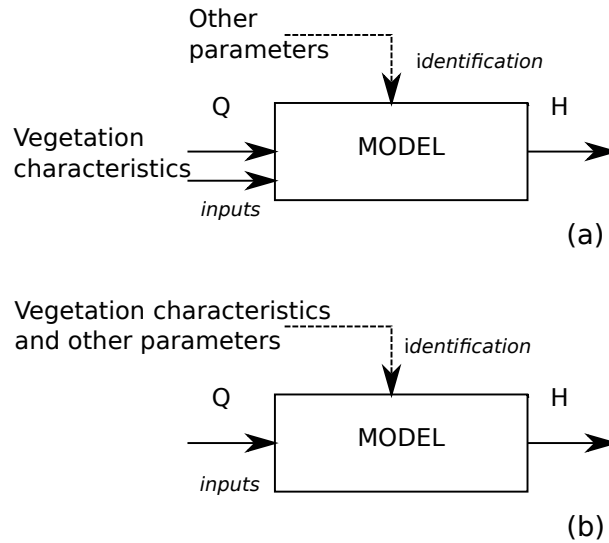 Other
parameters
identification
Q
H
Vegetation
characteristics
MODEL
inputs
(a)
Vegetation characteristics
and other parameters
identification
Q
H
MODEL
inputs
(b)